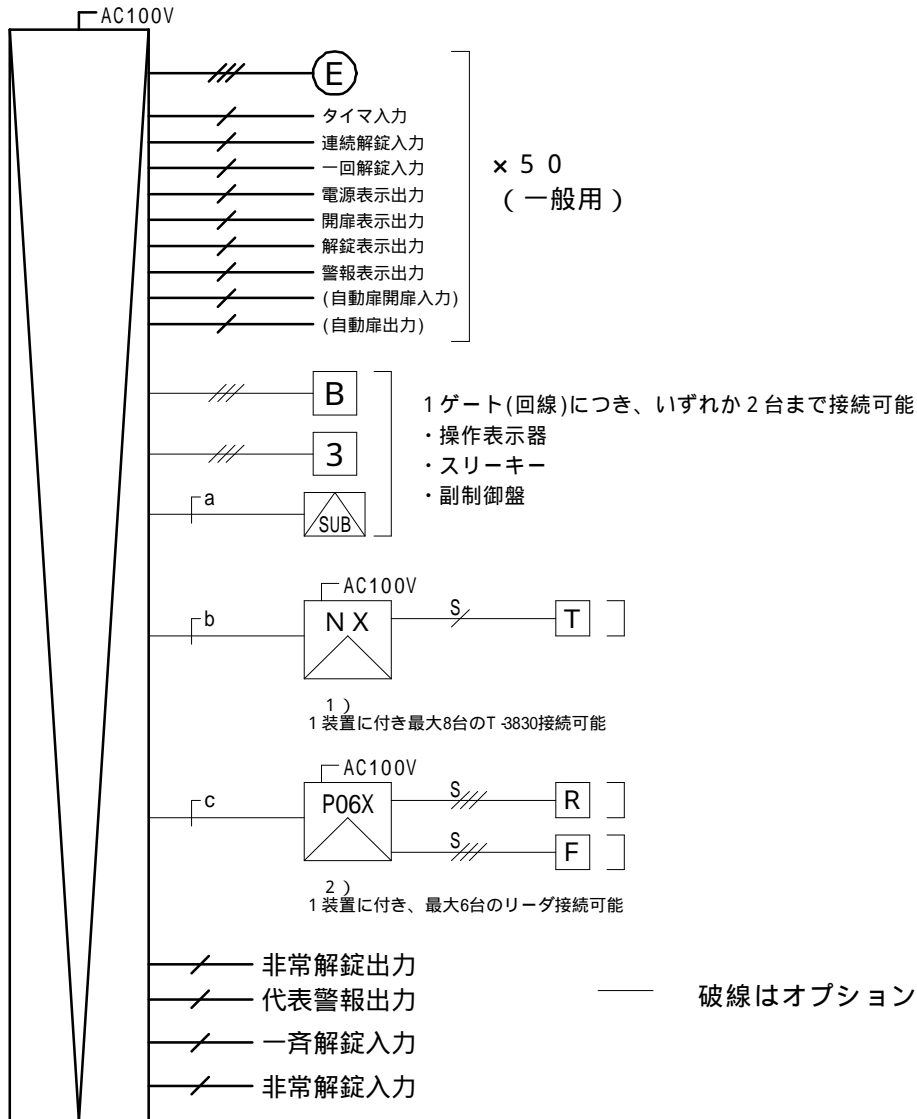 AC100V
E
タイマ入力
連続解錠入力
一回解錠入力
電源表示出力
開扉表示出力
解錠表示出力
警報表示出力
(自動扉開扉入力)
(自動扉出力)
×５０
（一般用）
B
3
a
SUB
１ゲート(回線)につき、いずれか２台まで接続可能
・操作表示器
・スリーキー
・副制御盤
AC100V
b
ＮＸ
S
T
1）
１装置に付き最大8台のT-3830接続可能
AC100V
c
P06X
S
R
S
F
2）
１装置に付き、最大6台のリーダ接続可能
非常解錠出力
代表警報出力
一斉解錠入力
非常解錠入力
破線はオプション